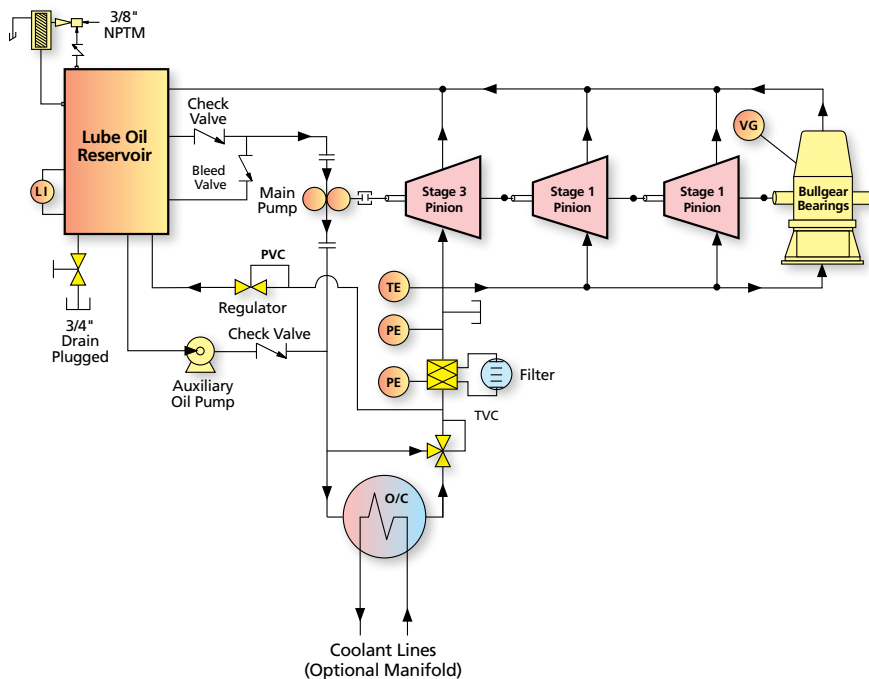 3/8"
NPTM
Lube Oil
Reservoir
Check
Valve
Bleed
Valve
LI
Main
Pump
Stage 3
Pinion
Stage 1
Pinion
Stage 1
Pinion
VG
Bullgear
Bearings
PVC
Regulator
TE
PE
PE
3/4"
Drain
Plugged
Check Valve
Auxiliary
Oil Pump
Filter
TVC
O/C
Coolant Lines
(Optional Manifold)